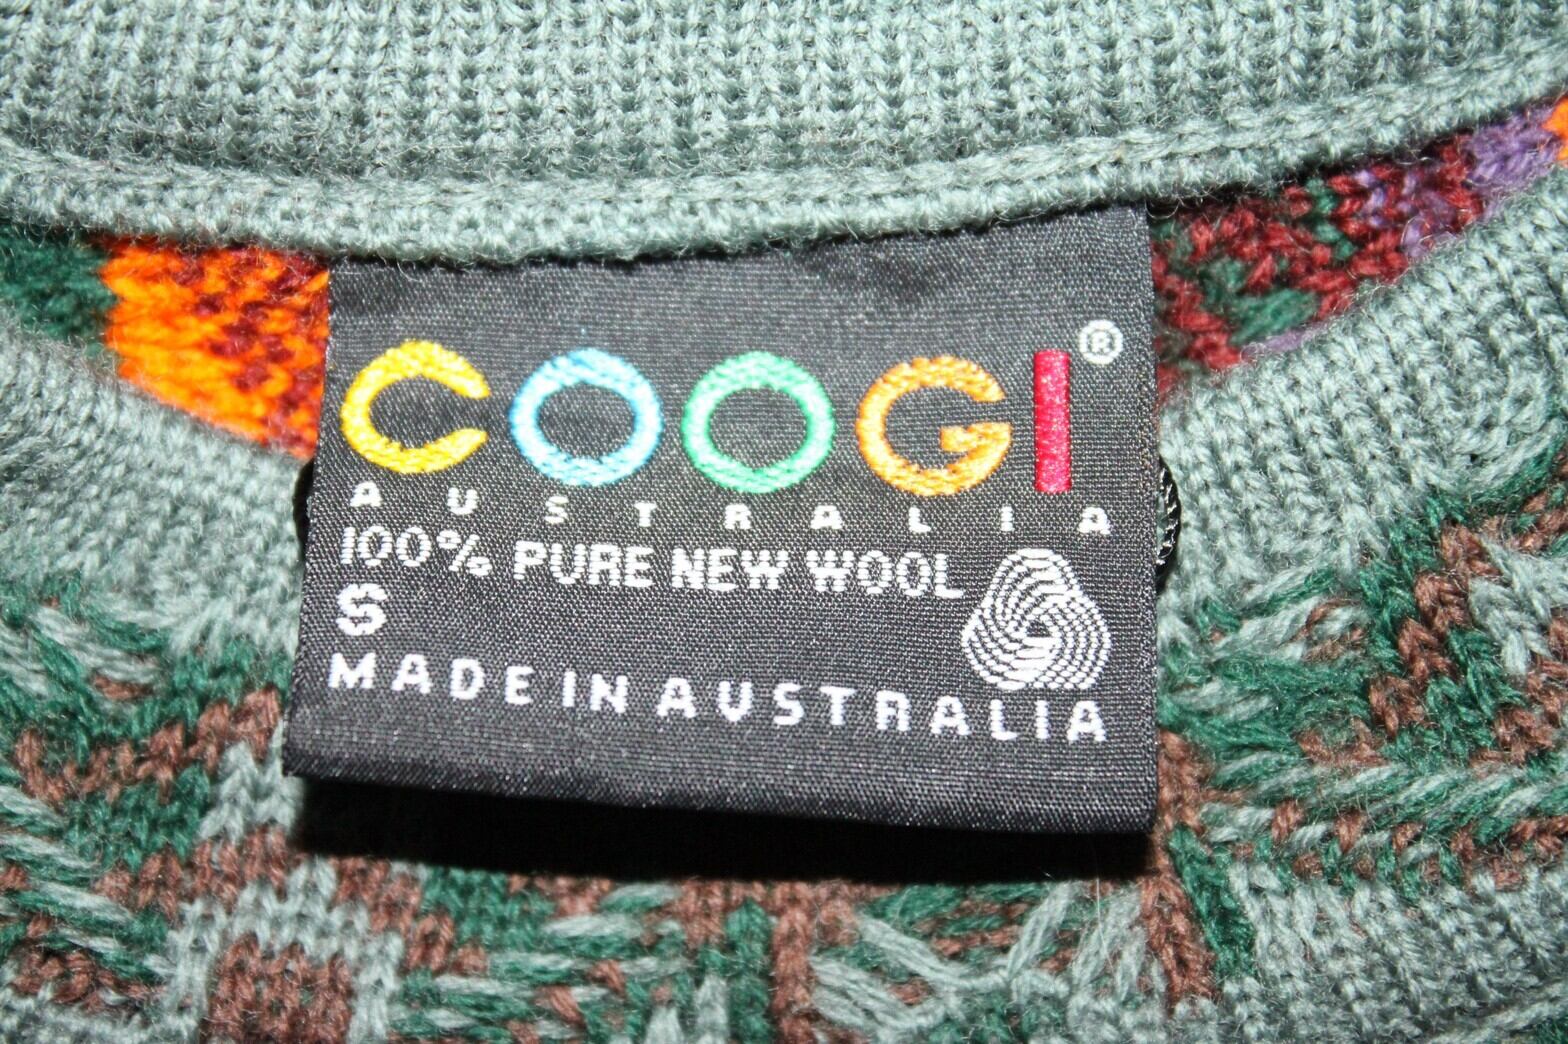 COOGI®
AUSTRALIA
100% PURE NEW WOOL
S
MADE IN AUSTRALIA